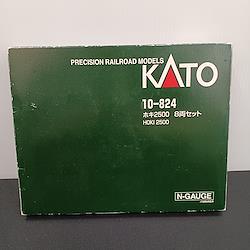 PRECISION RAILROAD MODELS
KATO
10-824
ホキ2500 8両セット
HOKI 2500
N-GAUGE